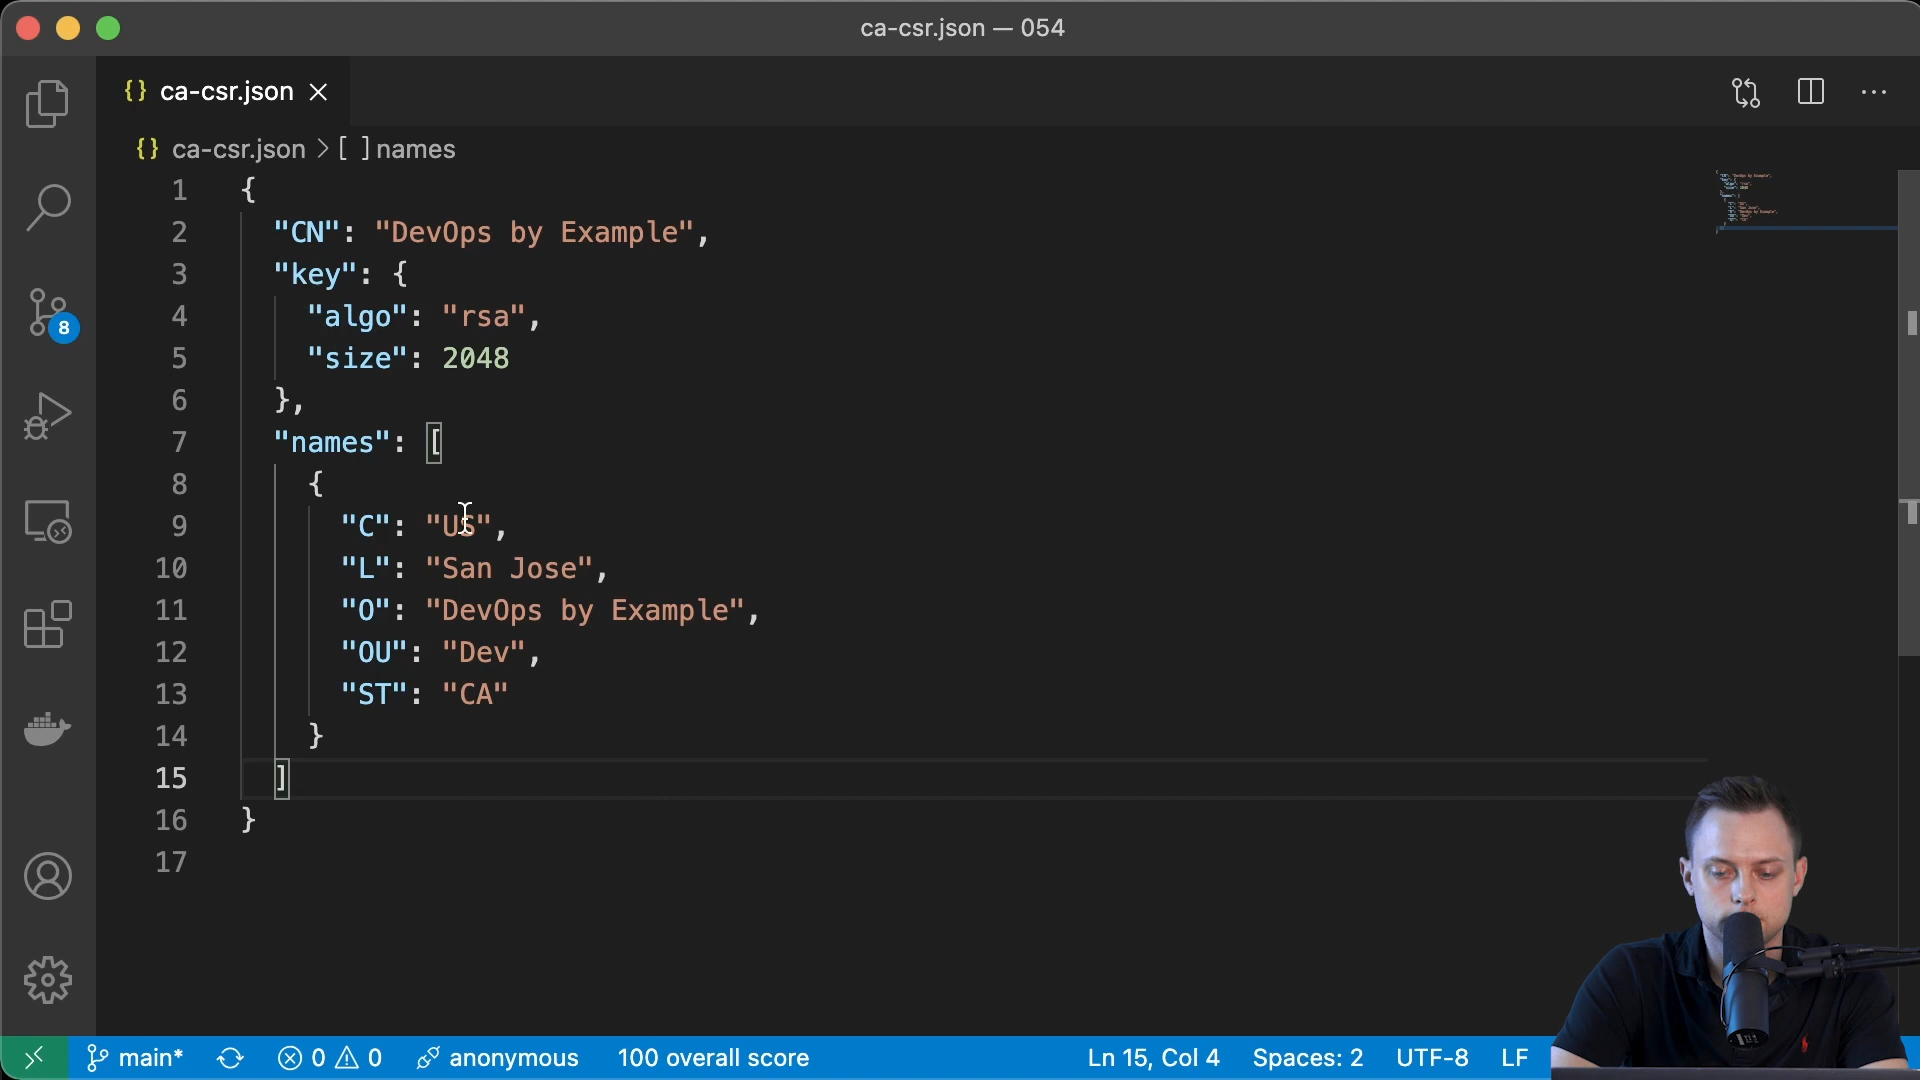 ca-csr.json — 054
{} ca-csr.json
{} ca-csr.json > [ ] names
1 {
2 "CN": "DevOps by Example",
3 "key": {
4 "algo": "rsa",
5 "size": 2048
6 },
7 "names": [
8 {
9 "C": "US",
10 "L": "San Jose",
11 "O": "DevOps by Example",
12 "OU": "Dev",
13 "ST": "CA"
14 }
15 ]
16 }
17
8
main* 0 0 anonymous 100 overall score Ln 15, Col 4 Spaces: 2 UTF-8 LF